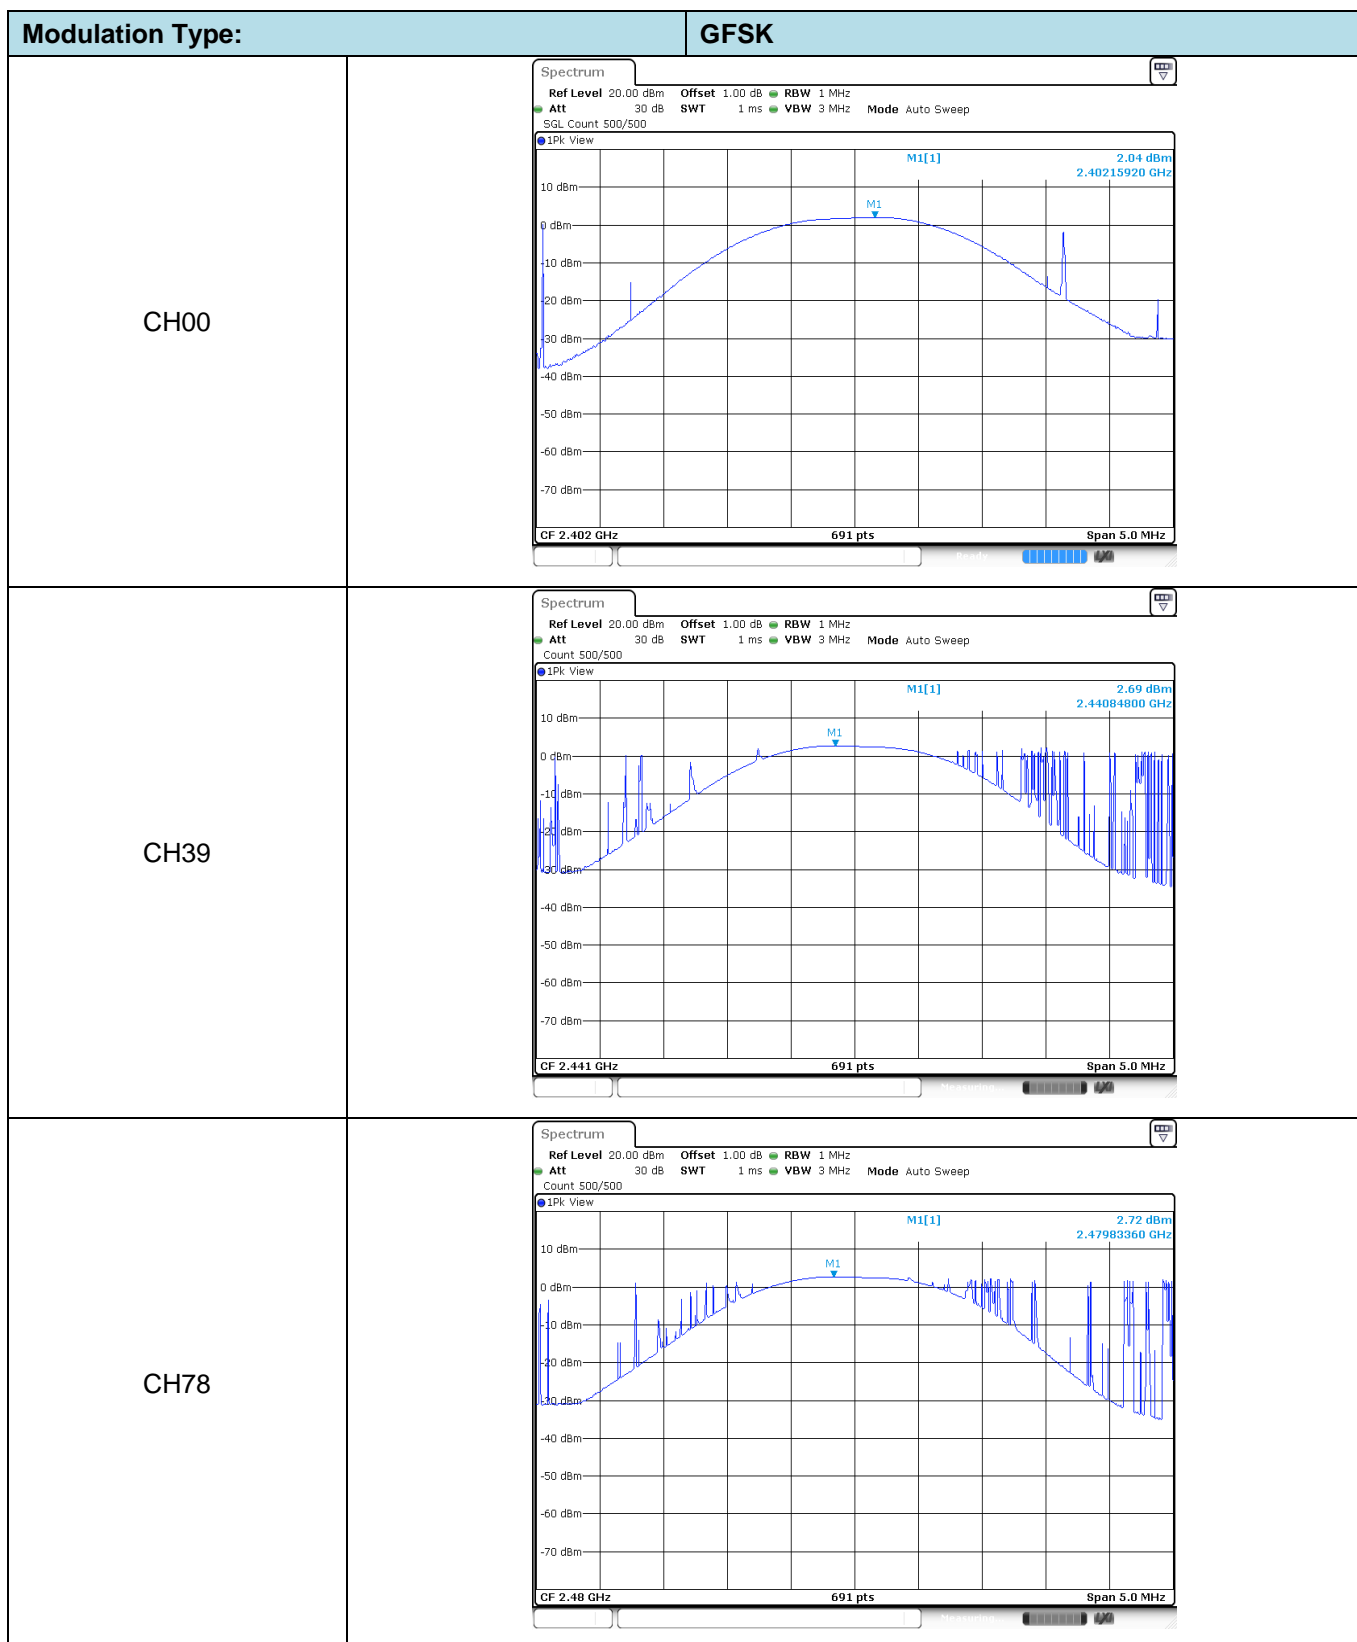 Modulation Type: GFSK
CH00
Spectrum
Ref Level 20.00 dBm Offset 1.00 dB RBW 1 MHz
Att 30 dB SWT 1 ms VBW 3 MHz Mode Auto Sweep
SGL Count 500/500
1Pk View
M1[1] 2.04 dBm
2.40215920 GHz
10 dBm
M1
0 dBm
-10 dBm
-20 dBm
-30 dBm
-40 dBm
-50 dBm
-60 dBm
-70 dBm
CF 2.402 GHz 691 pts Span 5.0 MHz
Ready
CH39
Spectrum
Ref Level 20.00 dBm Offset 1.00 dB RBW 1 MHz
Att 30 dB SWT 1 ms VBW 3 MHz Mode Auto Sweep
Count 500/500
1Pk View
M1[1] 2.69 dBm
2.44084800 GHz
10 dBm
M1
0 dBm
-10 dBm
-20 dBm
-30 dBm
-40 dBm
-50 dBm
-60 dBm
-70 dBm
CF 2.441 GHz 691 pts Span 5.0 MHz
Measuring...
CH78
Spectrum
Ref Level 20.00 dBm Offset 1.00 dB RBW 1 MHz
Att 30 dB SWT 1 ms VBW 3 MHz Mode Auto Sweep
Count 500/500
1Pk View
M1[1] 2.72 dBm
2.47983360 GHz
10 dBm
M1
0 dBm
-10 dBm
-20 dBm
-30 dBm
-40 dBm
-50 dBm
-60 dBm
-70 dBm
CF 2.48 GHz 691 pts Span 5.0 MHz
Measuring...